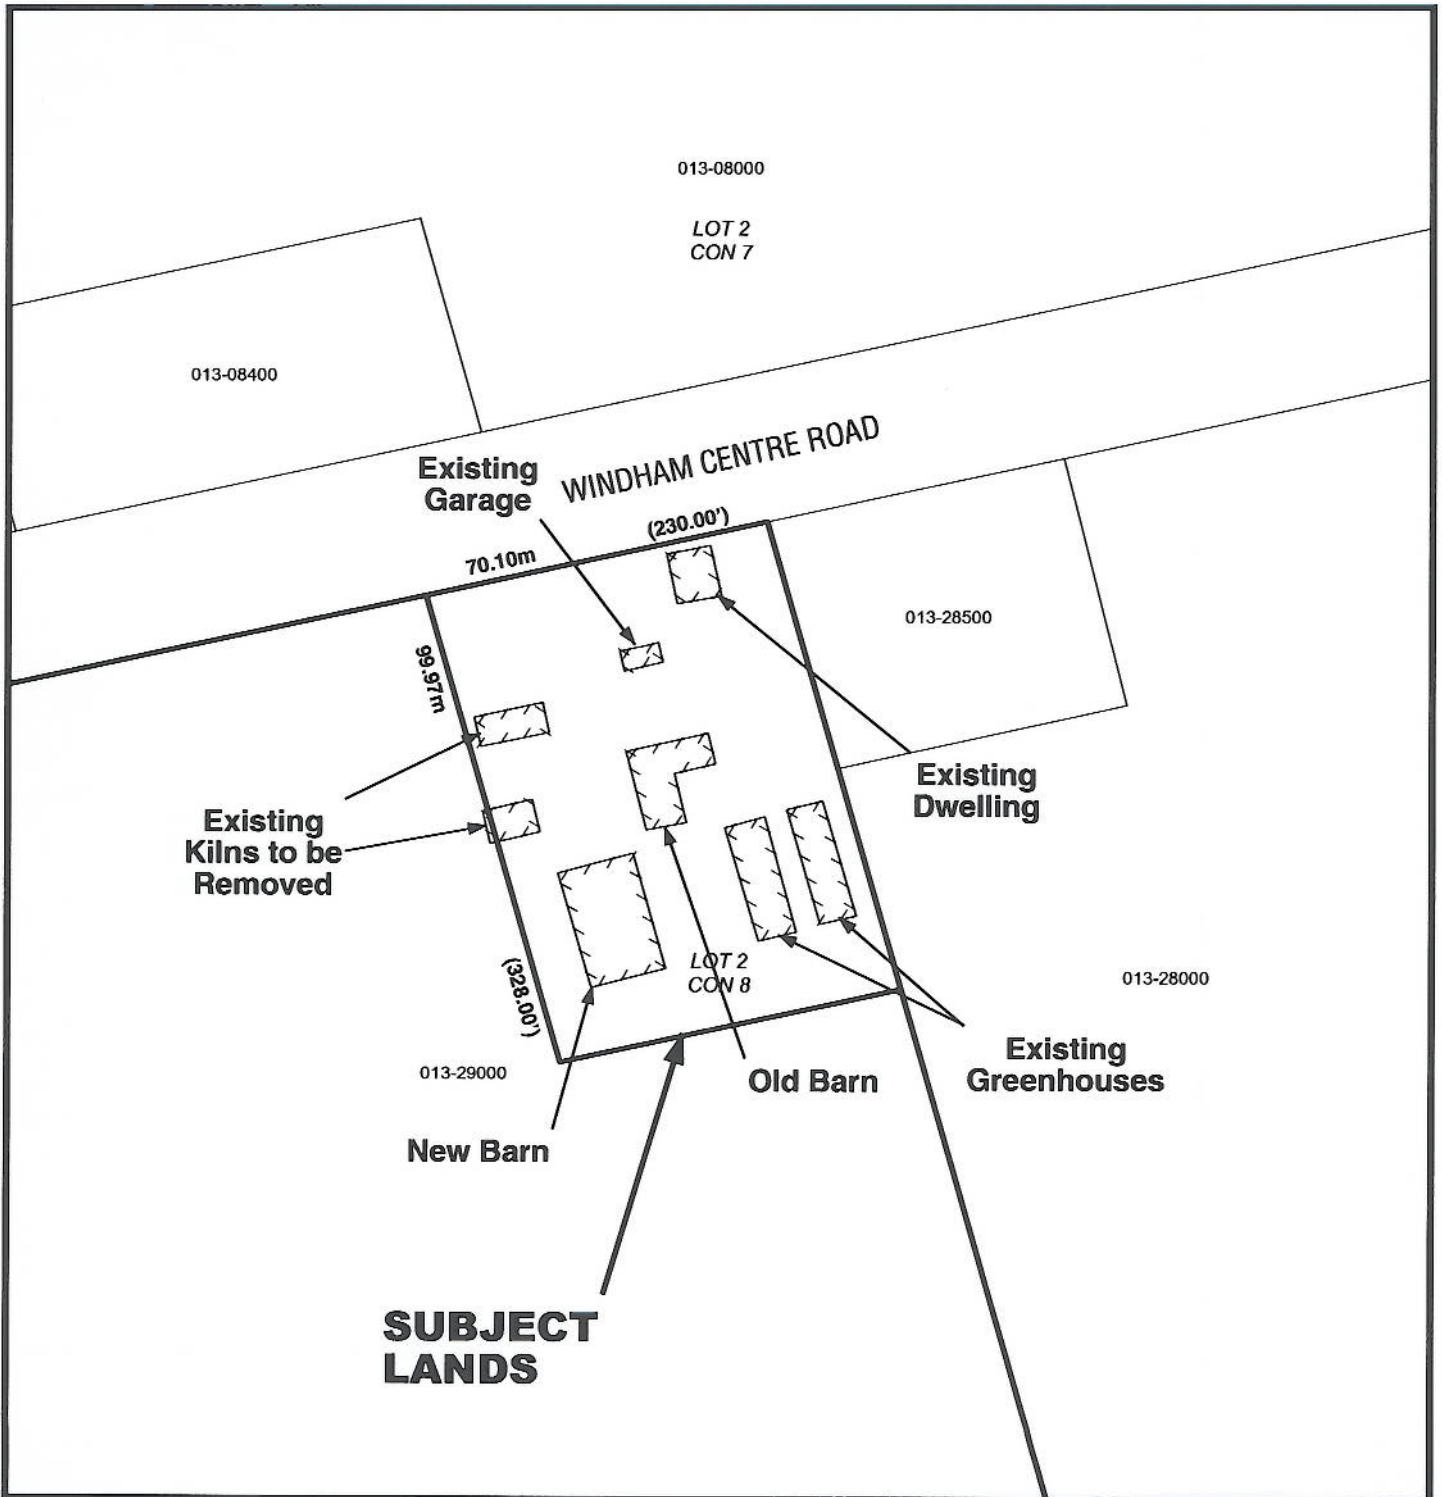 013-08000
LOT 2
CON 7
013-08400
WINDHAM CENTRE ROAD
Existing
Garage
(230.00')
70.10m
013-28500
99.97m
Existing
Dwelling
Existing
Kilns to be
Removed
LOT 2
CON 8
(328.00')
013-28000
013-29000
Old Barn
Existing
Greenhouses
New Barn
SUBJECT
LANDS